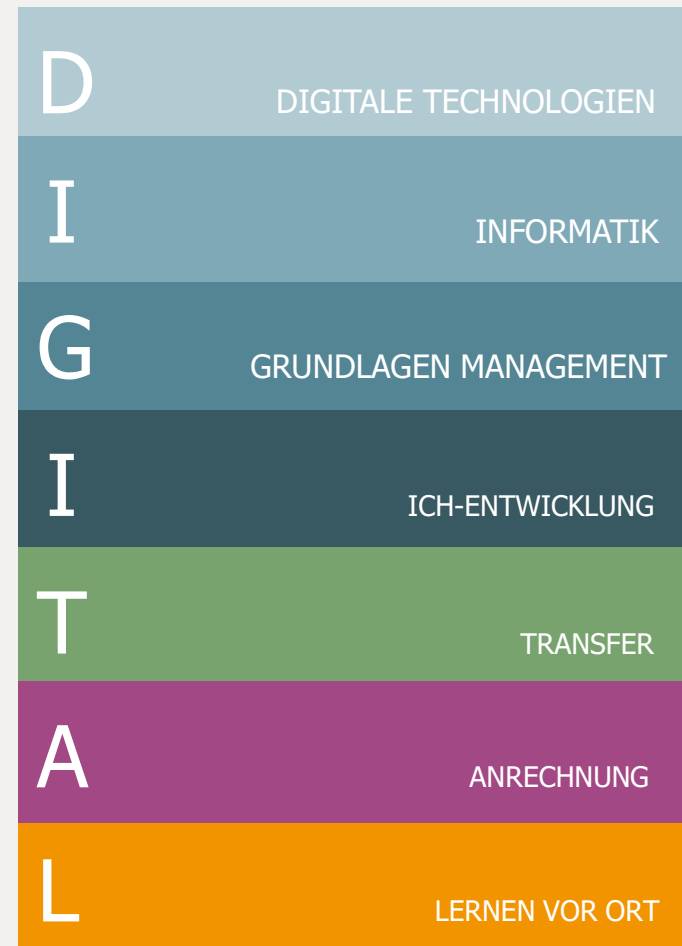 D DIGITALE TECHNOLOGIEN
I INFORMATIK
G GRUNDLAGEN MANAGEMENT
I ICH-ENTWICKLUNG
T TRANSFER
A ANRECHNUNG
L LERNEN VOR ORT